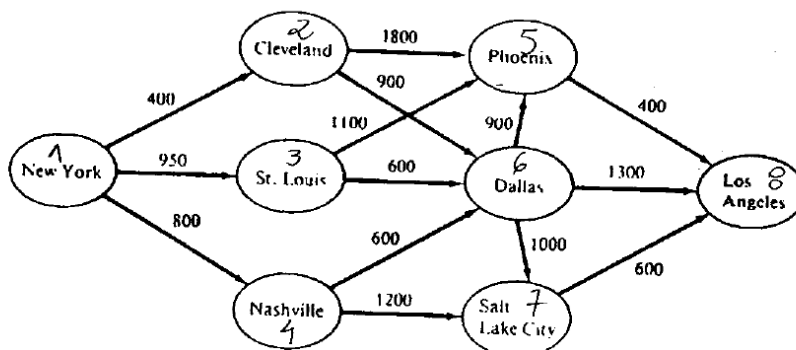 2
Cleveland
1800
5
Phoenix
400
900
400
1100
900
1
New York
950
3
St. Louis
600
6
Dallas
1300
Los 8
Angeles
800
600
1000
600
Nashville
4
1200
Salt 7
Lake City